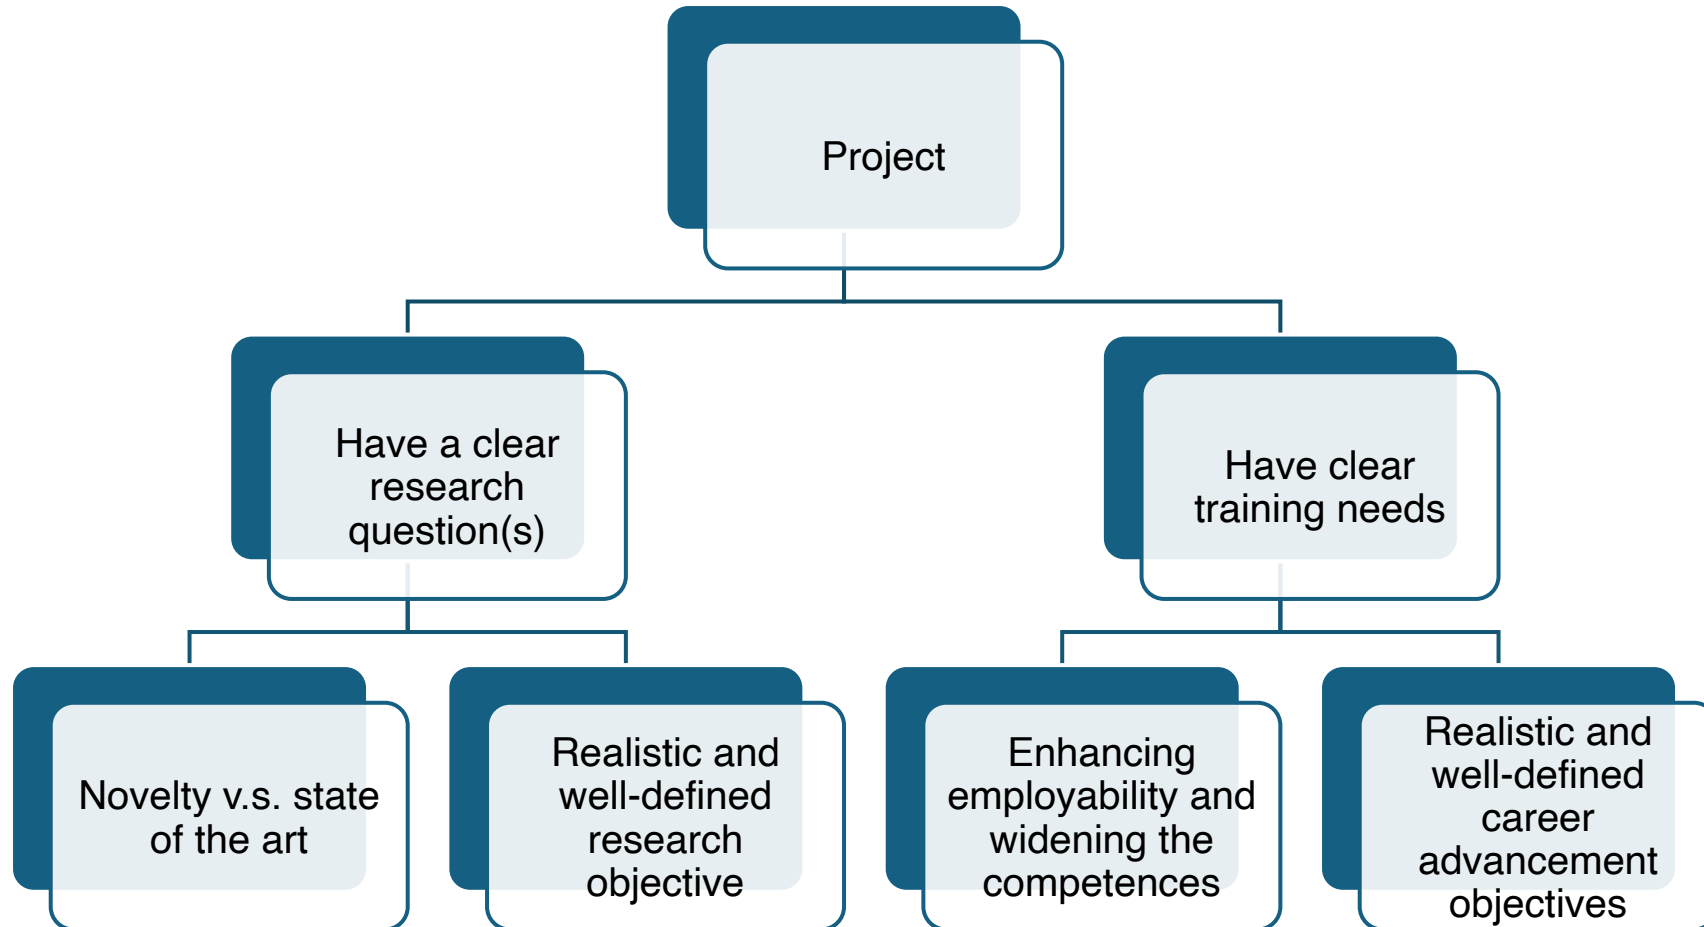 Project
Have a clear
research
question(s)
Have clear
training needs
Novelty v.s. state
of the art
Realistic and
well-defined
research
objective
Enhancing
employability and
widening the
competences
Realistic and
well-defined
career
advancement
objectives